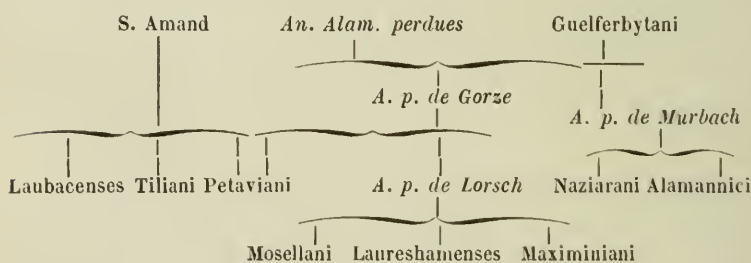 S. Amand An. Alam. perdues Guelferbytani
A. p. de Gorze
A. p. de Murbach
Laubacenses Tiliani Petaviani A. p. de Lorsch Naziarani Alamannici
Mosellani Laureshamenses Maximiniani